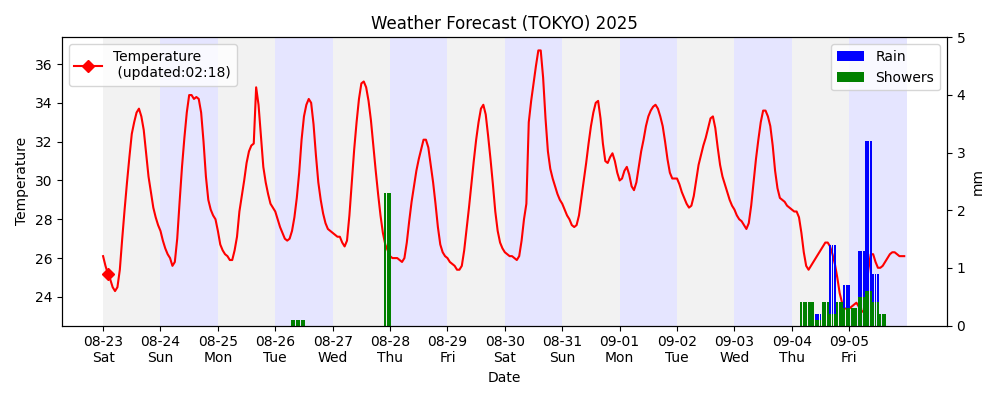 Weather Forecast (TOKYO) 2025
Temperature
(updated:02:18)
Rain
Showers
Temperature
36
34
32
30
28
26
24
5
4
3
2
1
0
mm
08-23 08-24 08-25 08-26 08-27 08-28 08-29 08-30 08-31 09-01 09-02 09-03 09-04 09-05
Sat Sun Mon Tue Wed Thu Fri Sat Sun Mon Tue Wed Thu Fri
Date